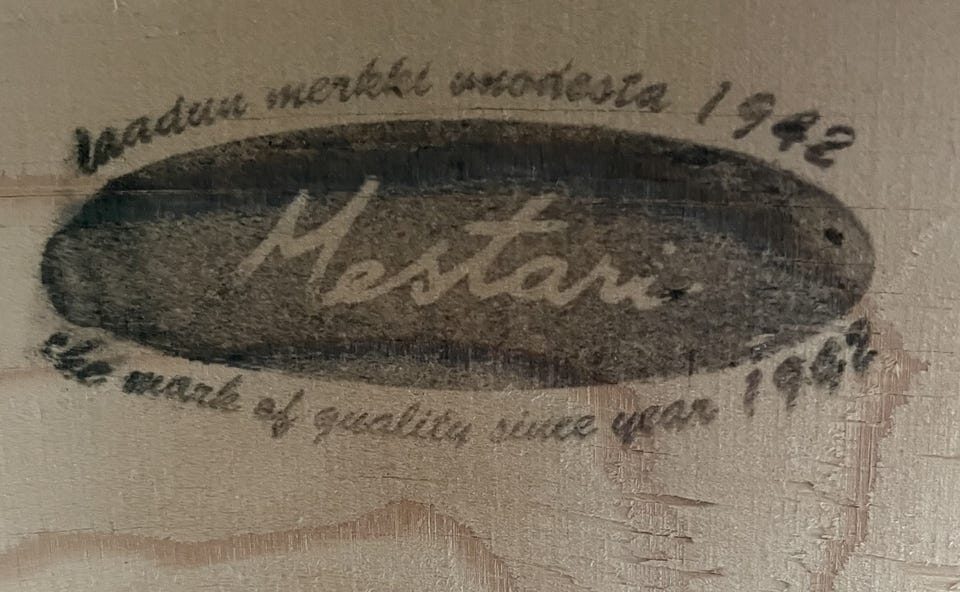 Laadun merkki vuodesta 1942
Mestari
The mark of quality since year 1942